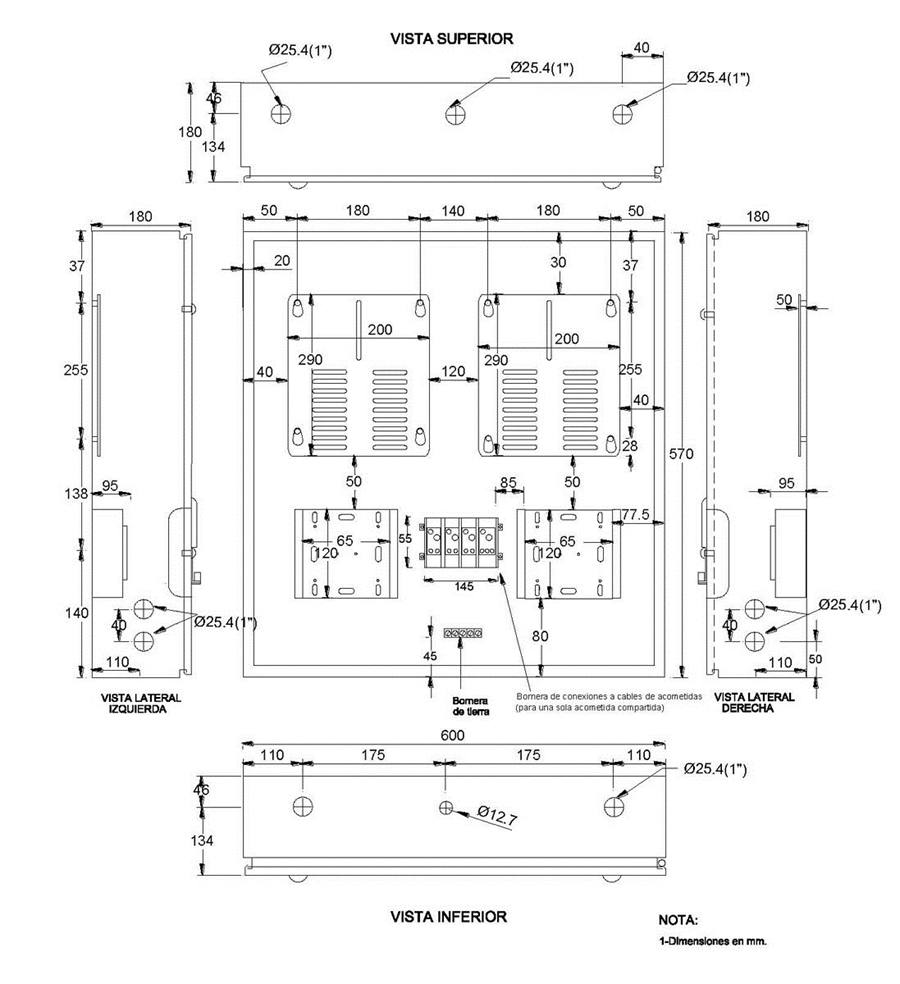 VISTA SUPERIOR
40
Ø25.4(1")
Ø25.4(1")
Ø25.4(1")
46
180
134
180
50
180
140
180
50
180
37
20
30
37
50
200
200
290
290
255
255
40
120
40
28
570
50
50
138
95
85
95
77.5
65
120
55
65
120
145
140
40
Ø25.4(1")
110
80
45
40
Ø25.4(1")
110
50
VISTA LATERAL
IZQUIERDA
Bornera
de tierra
Bornera de conexiones a cables de acometidas
(para una sola acometida compartida)
VISTA LATERAL
DERECHA
600
110
175
175
110
46
Ø25.4(1")
Ø12.7
134
VISTA INFERIOR
NOTA:
1-Dimensiones en mm.